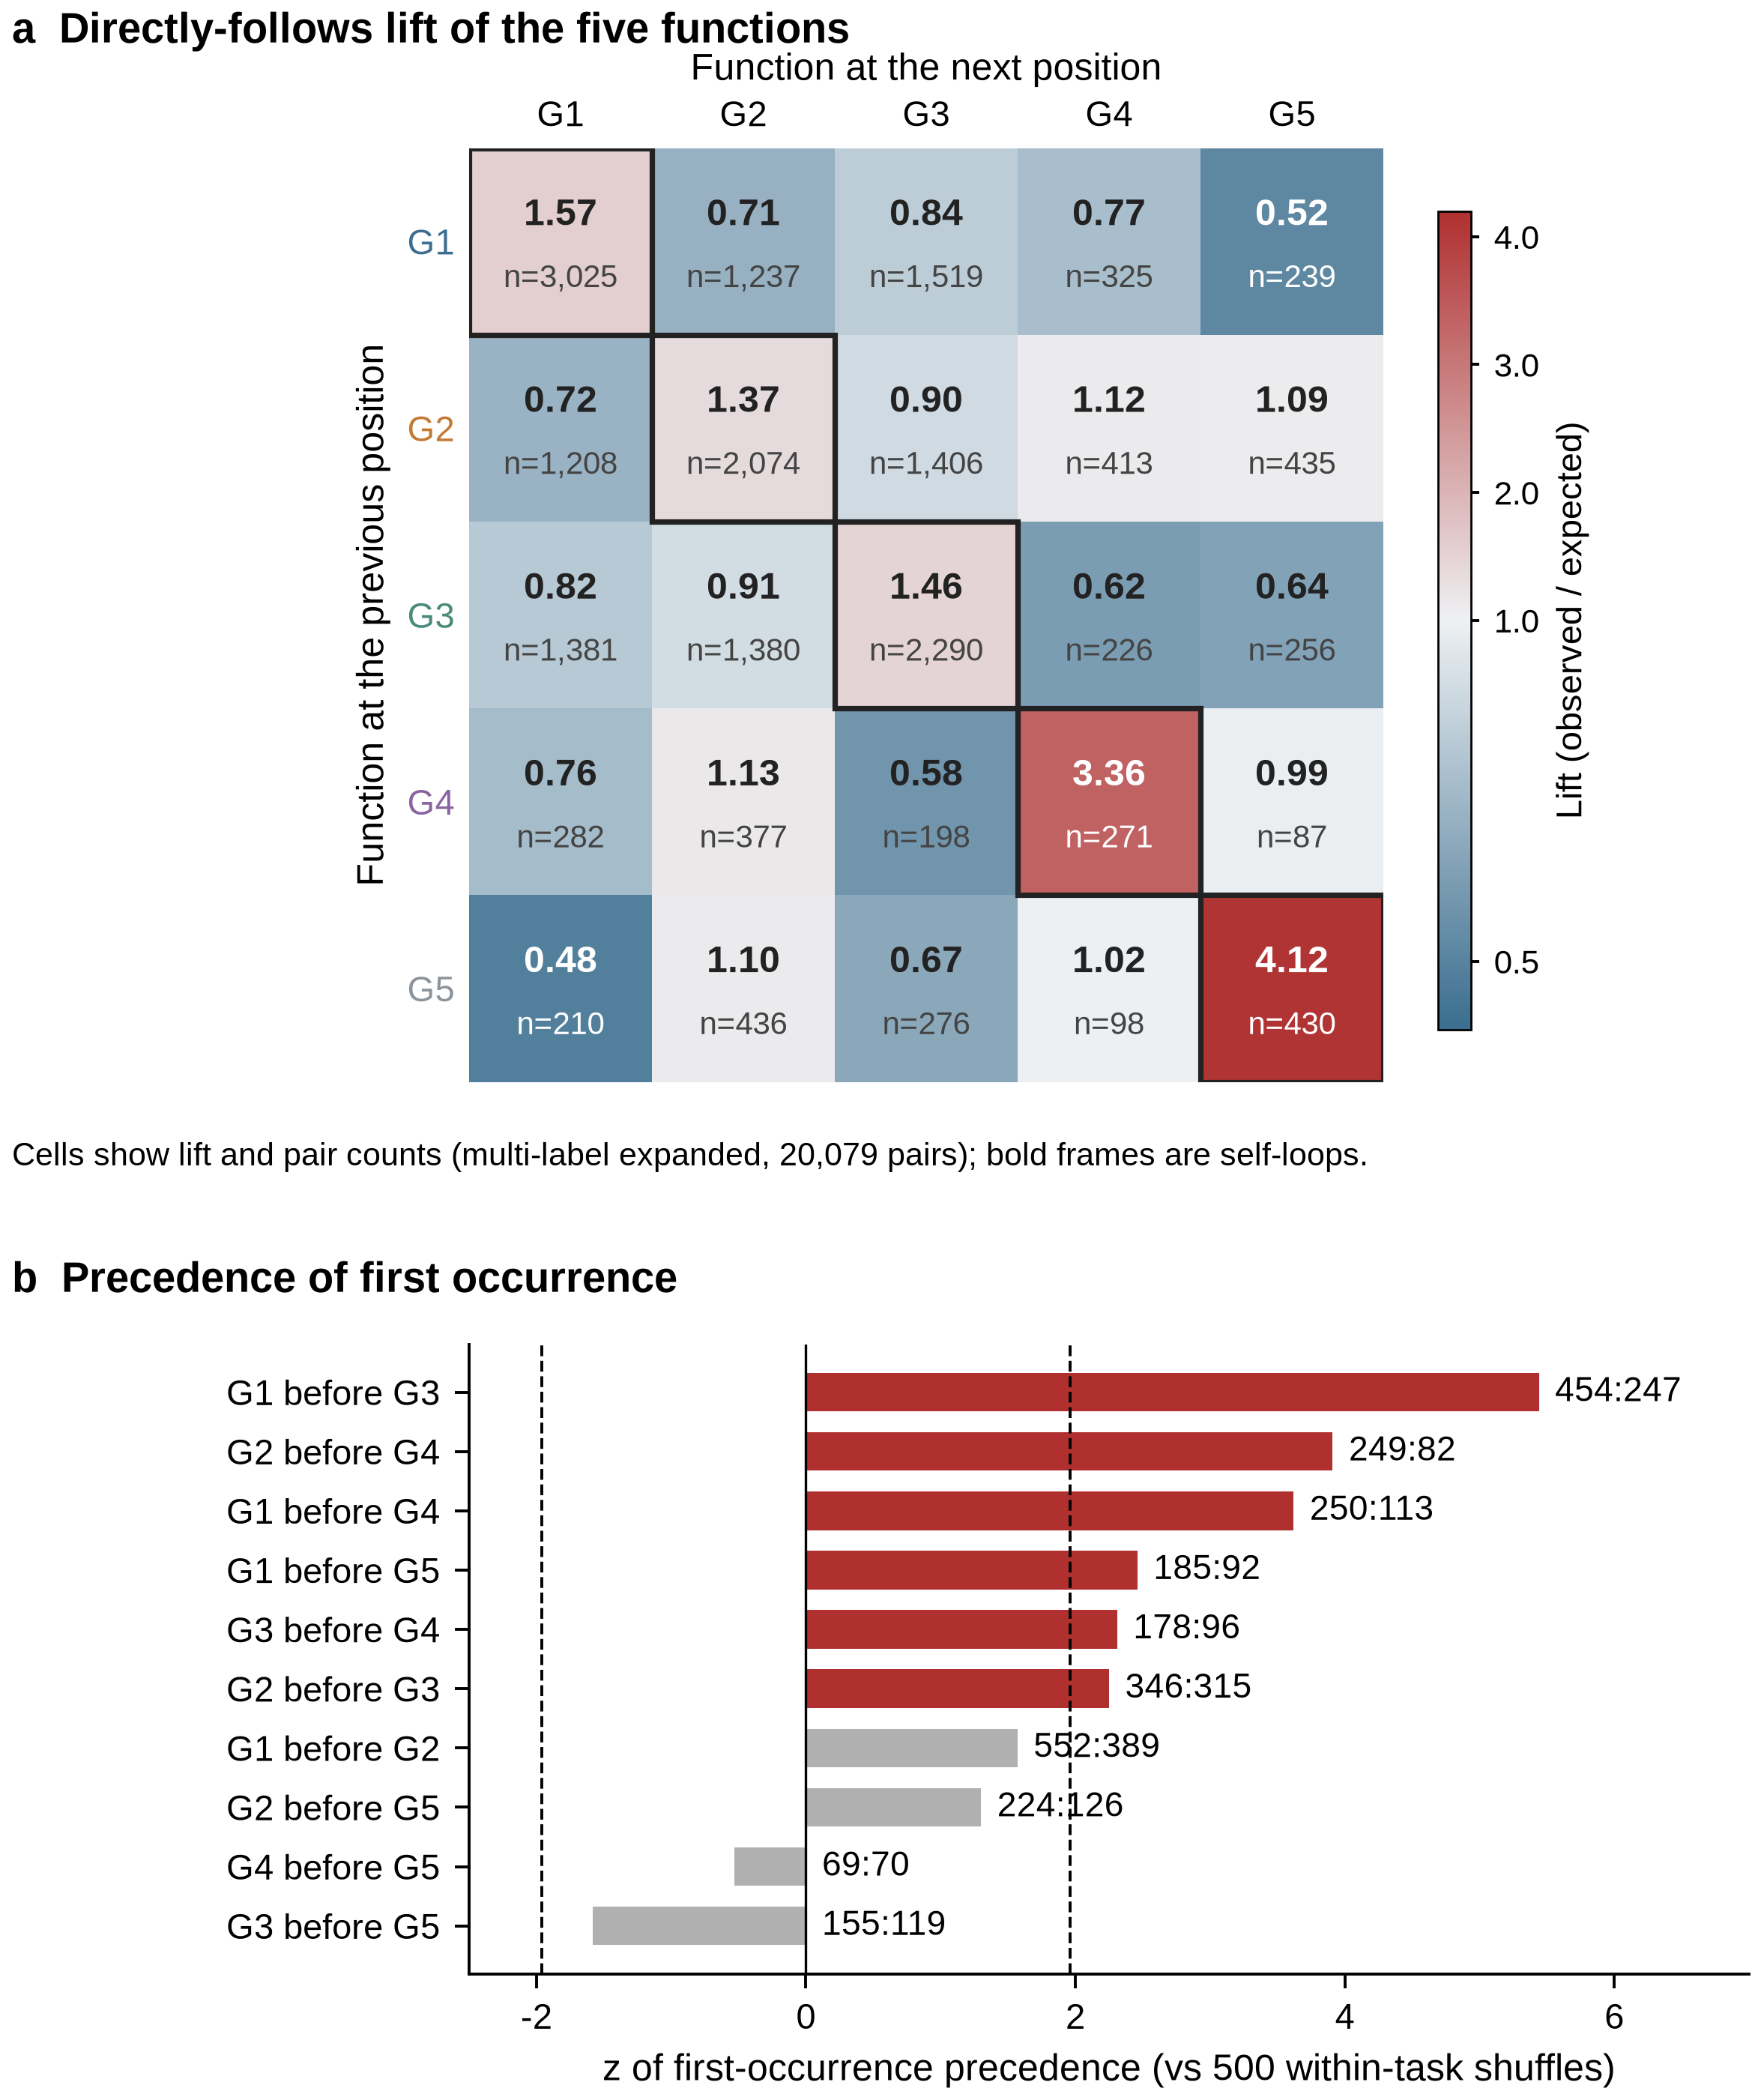 a Directly-follows lift of the five functions
Function at the next position
G1 G2 G3 G4 G5
Function at the previous position
G1
1.57 0.71 0.84 0.77 0.52
n=3,025 n=1,237 n=1,519 n=325 n=239
G2
0.72 1.37 0.90 1.12 1.09
n=1,208 n=2,074 n=1,406 n=413 n=435
G3
0.82 0.91 1.46 0.62 0.64
n=1,381 n=1,380 n=2,290 n=226 n=256
G4
0.76 1.13 0.58 3.36 0.99
n=282 n=377 n=198 n=271 n=87
G5
0.48 1.10 0.67 1.02 4.12
n=210 n=436 n=276 n=98 n=430
4.0
3.0
2.0
1.0
0.5
Lift (observed / expected)
Cells show lift and pair counts (multi-label expanded, 20,079 pairs); bold frames are self-loops.
b Precedence of first occurrence
G1 before G3 454:247
G2 before G4 249:82
G1 before G4 250:113
G1 before G5 185:92
G3 before G4 178:96
G2 before G3 346:315
G1 before G2 552:389
G2 before G5 224:126
G4 before G5 69:70
G3 before G5 155:119
-2 0 2 4 6
z of first-occurrence precedence (vs 500 within-task shuffles)